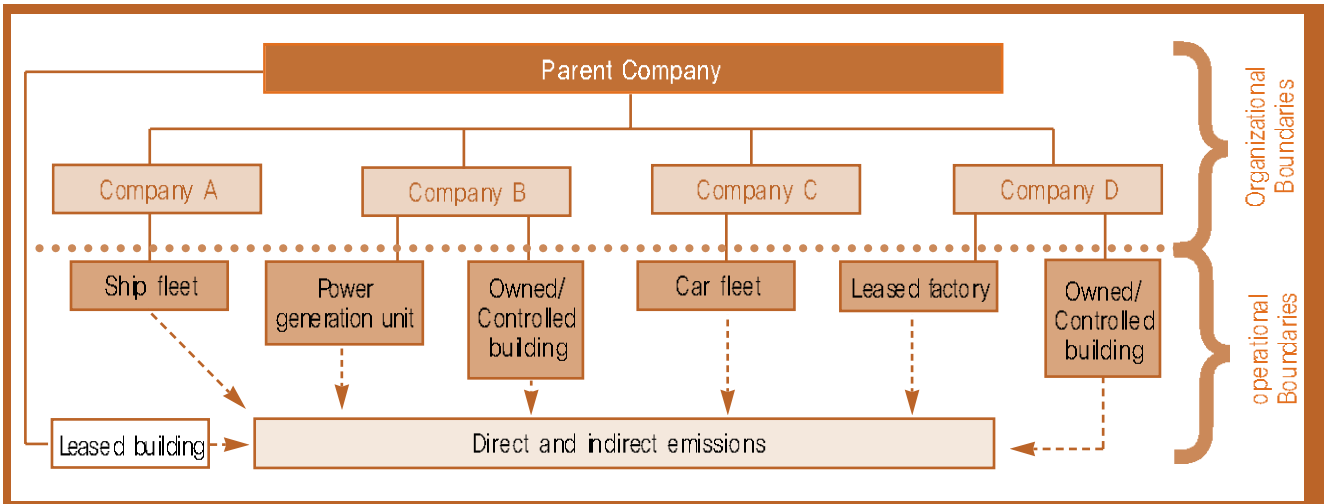 Parent Company
Organizational
Boundaries
Company A
Company B
Company C
Company D
Ship fleet
Power
generation unit
Owned/
Controlled
building
Car fleet
Leased factory
Owned/
Controlled
building
operational
Boundaries
Leased building
Direct and indirect emissions